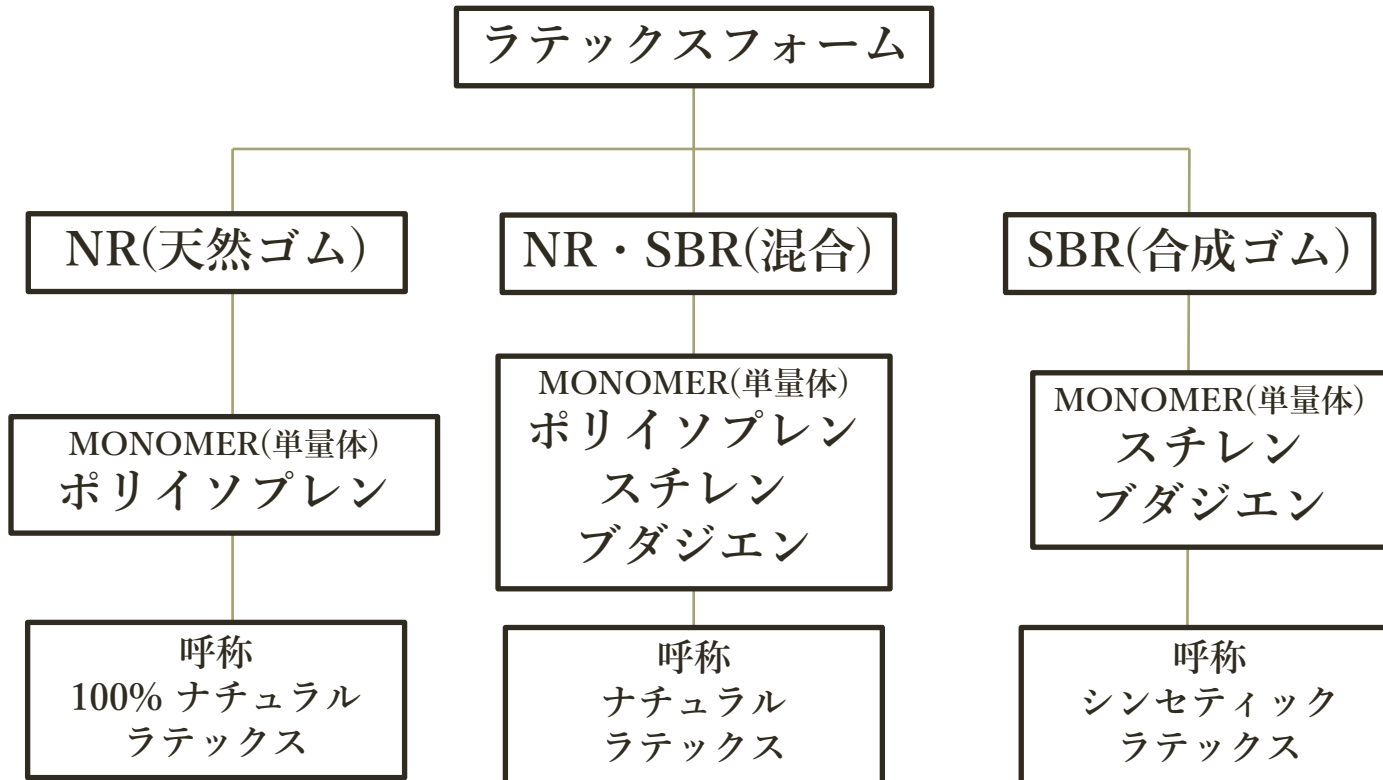 ラテックスフォーム
NR(天然ゴム)
NR・SBR(混合)
SBR(合成ゴム)
MONOMER(単量体)
ポリイソプレン
MONOMER(単量体)
ポリイソプレン
スチレン
ブダジエン
MONOMER(単量体)
スチレン
ブダジエン
呼称
100% ナチュラル
ラテックス
呼称
ナチュラル
ラテックス
呼称
シンセティック
ラテックス